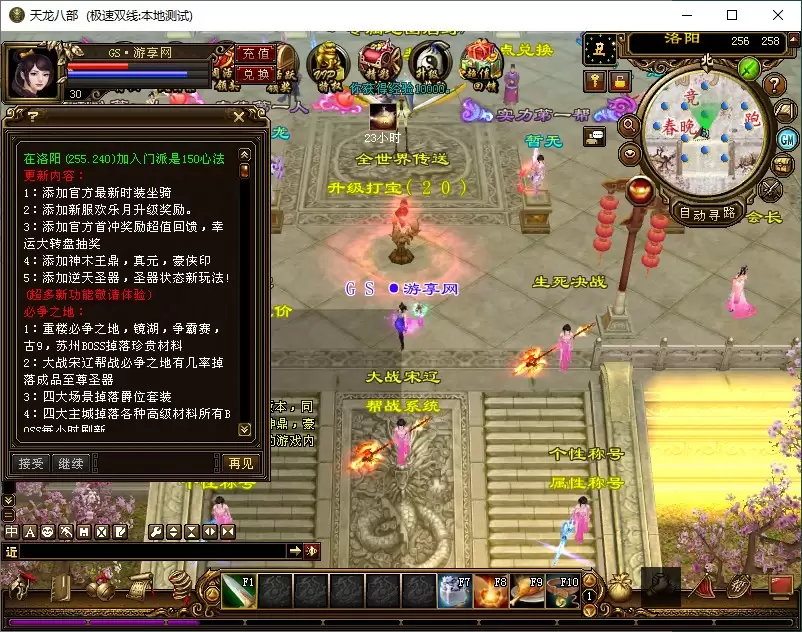 天龙八部 (极速双线:本地测试)
GS·游享网
30
充值
兑换
点兑换
你获得经验10000。
实力第一帮
23小时
暂无
全世界传送
升级打宝(20)
洛阳
256 258
北
竞
春晚
跑
GM
自动寻路
会长
生死决战
GS ●游享网
大战宋辽
帮战系统
个性称号
属性称号
?
在洛阳(255.240)加入门派是150心法
更新内容:
1:添加官方最新时装坐骑
2:添加新服欢乐月升级奖励。
3:添加官方首冲奖励超值回馈,幸
运大转盘抽奖
4:添加神木王鼎,真元,豪侠印
5:添加逆天圣器,圣器状态新玩法!
(超多新功能敬请体验)
必争之地:
1:重楼必争之地,镜湖,争霸赛,
古9,苏州BOSS掉落珍贵材料
2:大战宋辽帮战必争之地有几率掉
落成品至尊圣器
3:四大场景掉落爵位套装
4:四大主城掉落各种高级材料所有B
OSS每小时刷新
接受 继续 再见
中 A
近
F1 F7 F8 F9 F10
1